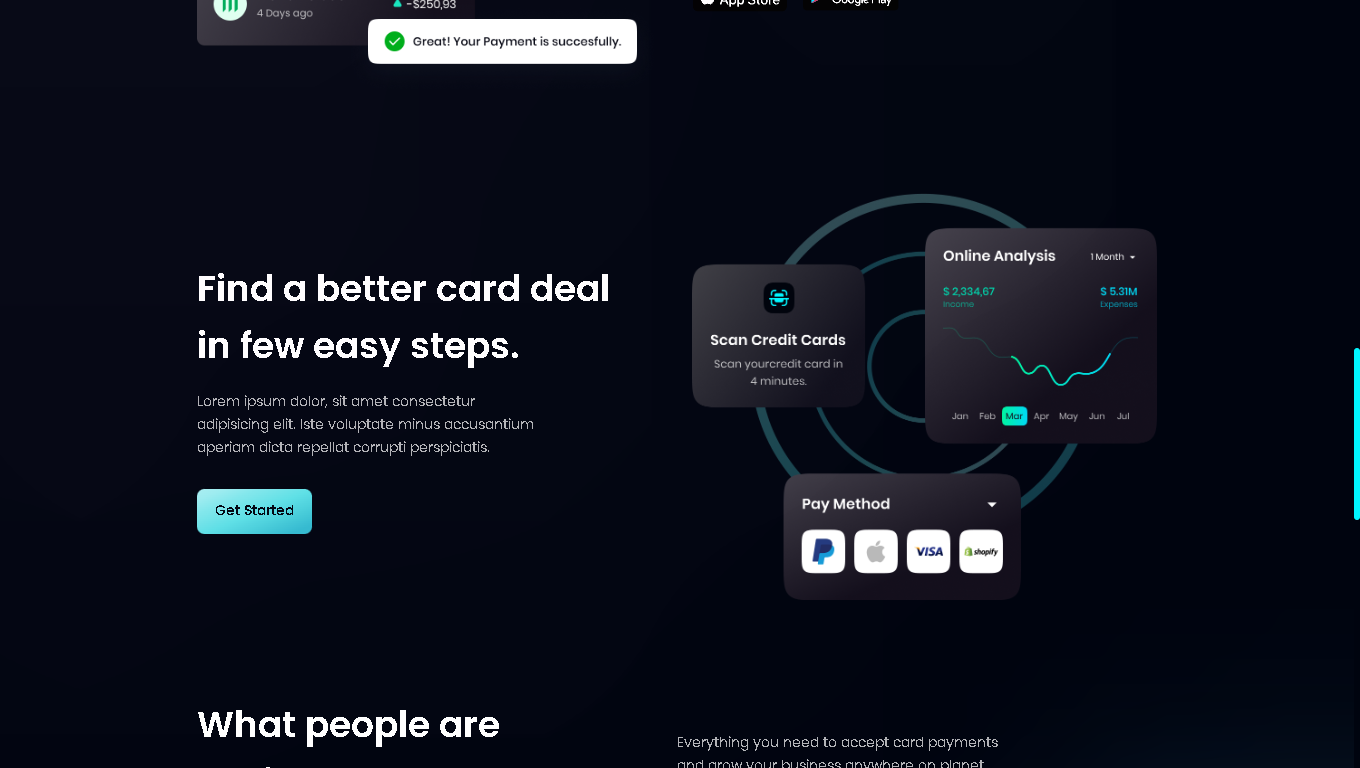 4 Days ago
-$250,93
App Store
Google Play
Great! Your Payment is succesfully.
Find a better card deal
in few easy steps.
Lorem ipsum dolor, sit amet consectetur
adipisicing elit. Iste voluptate minus accusantium
aperiam dicta repellat corrupti perspiciatis.
Get Started
Scan Credit Cards
Scan yourcredit card in
4 minutes.
Online Analysis
1 Month
$ 2,334,67
$ 5.31M
Income
Expenses
Jan Feb Mar Apr May Jun Jul
Pay Method
VISA
shopify
What people are
Everything you need to accept card payments
and grow your business anywhere on planet.